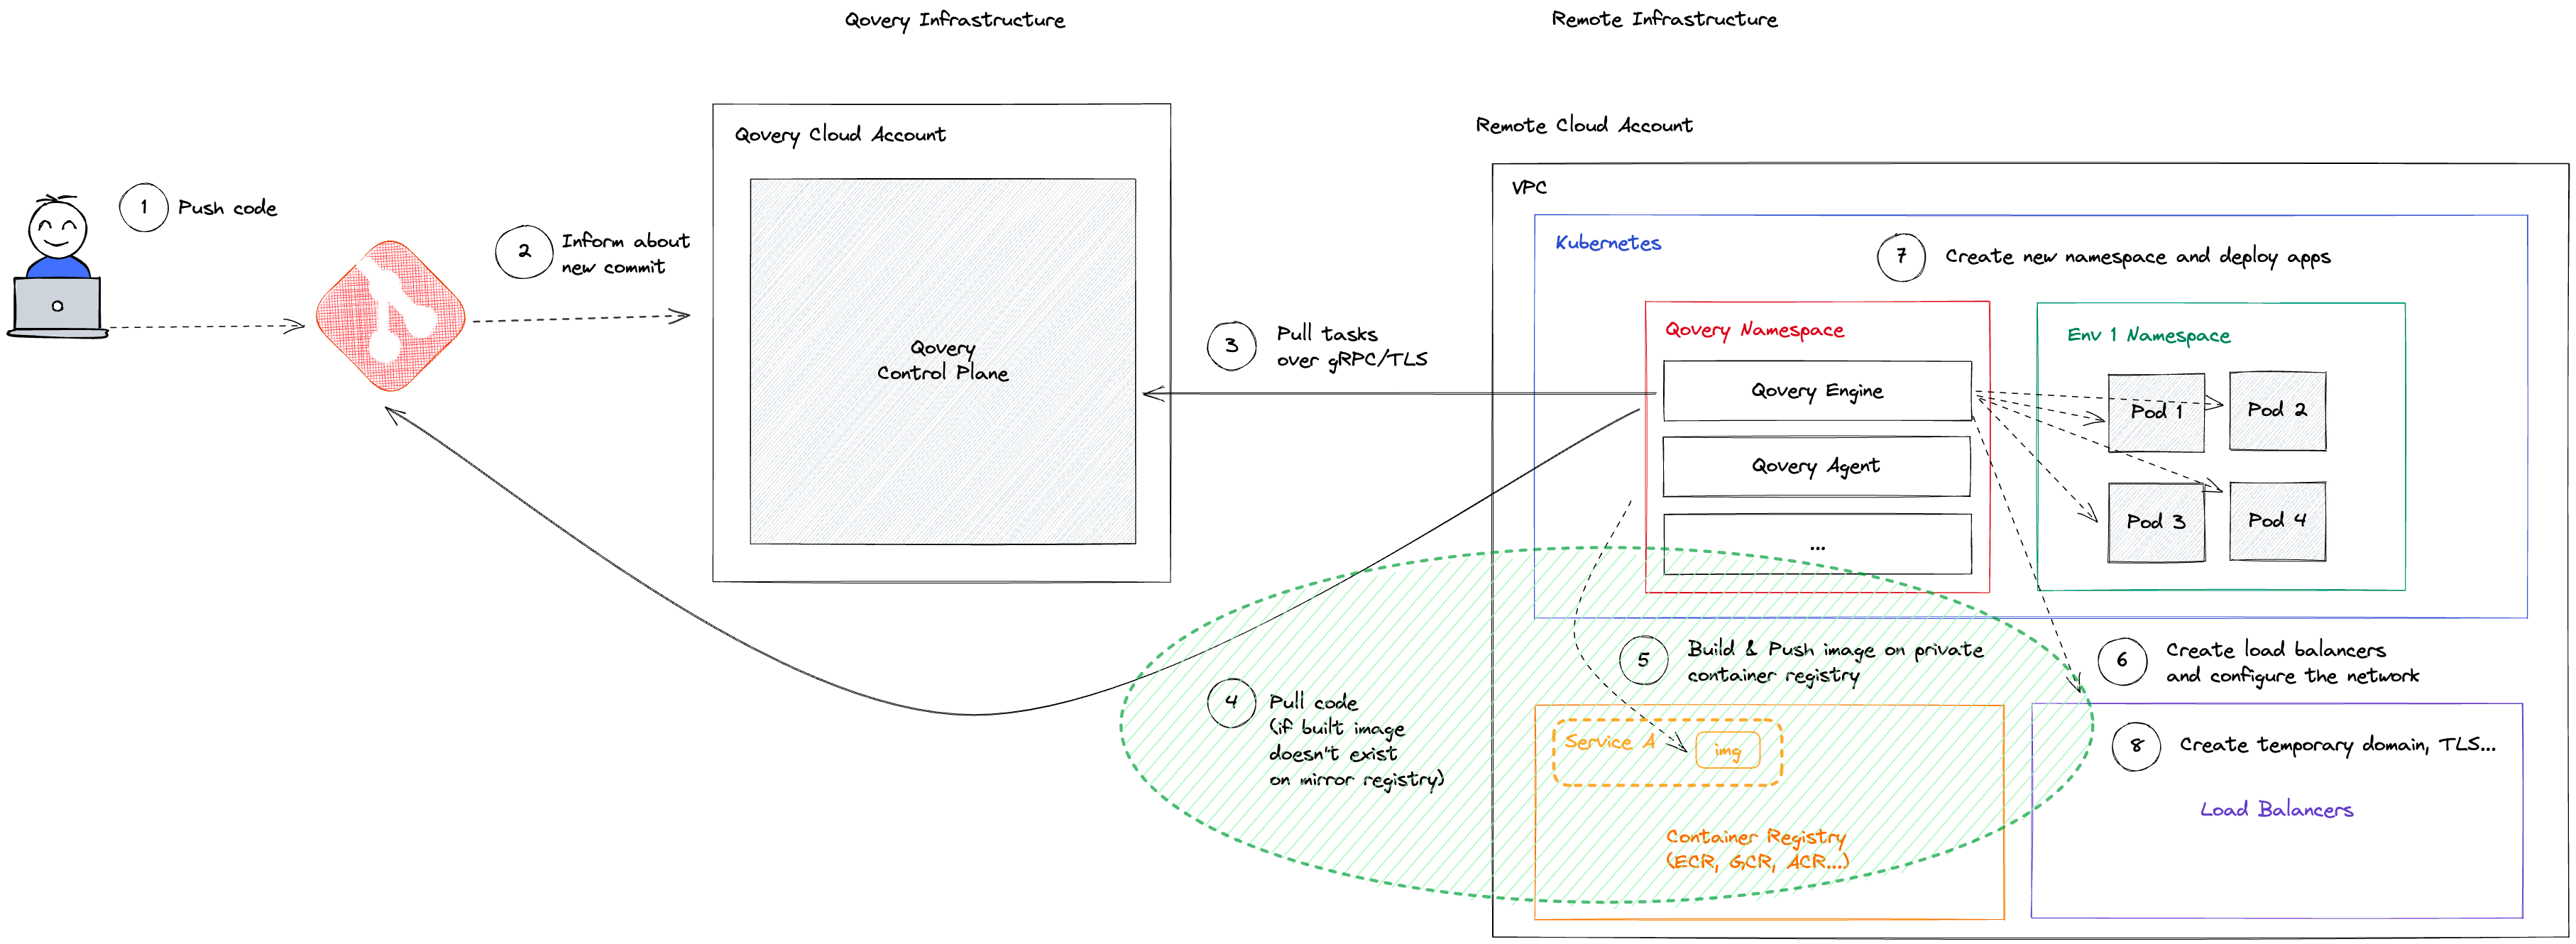 Qovery Infrastructure
Remote Infrastructure
Qovery Cloud Account
Remote Cloud Account
VPC
1
Push code
2
Inform about
new commit
Qovery
Control Plane
3
Pull tasks
over gRPC/TLS
Kubernetes
7
Create new namespace and deploy apps
Qovery Namespace
Qovery Engine
Qovery Agent
...
Env 1 Namespace
Pod 1
Pod 2
Pod 3
Pod 4
4
Pull code
(if built image
doesn't exist
on mirror registry)
5
Build & Push image on private
container registry
6
Create load balancers
and configure the network
Service A
img
Container Registry
(ECR, GCR, ACR...)
8
Create temporary domain, TLS...
Load Balancers